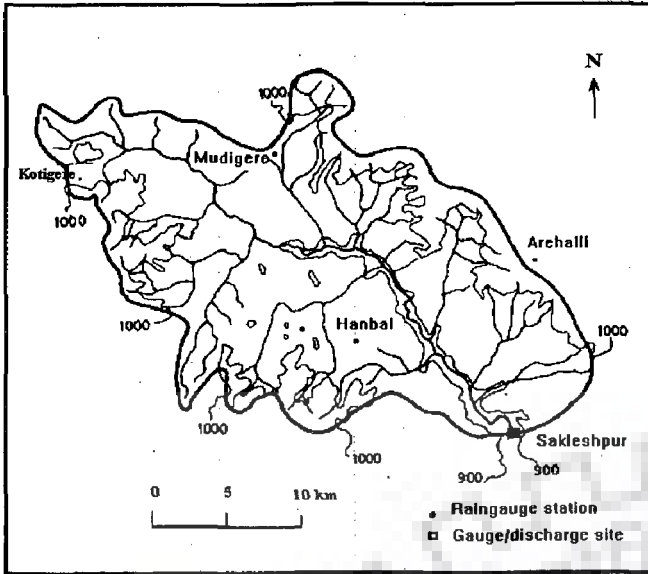 N
1000
Mudigere
Kotigere
1000
Arehalli
1000
Hanbal
1000
1000
1000
Sakleshpur
900
900
0 5 10 km
Raingauge station
Gauge/discharge site